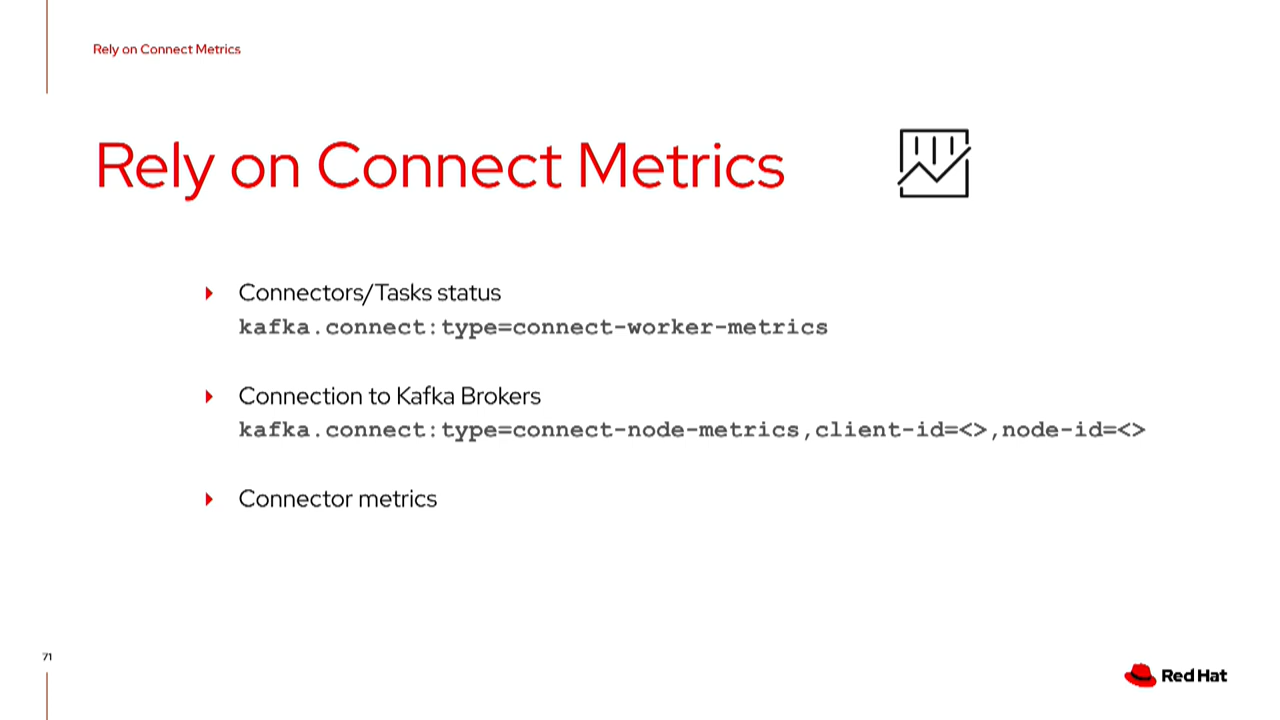 Rely on Connect Metrics
Rely on Connect Metrics
Connectors/Tasks status
kafka.connect:type=connect-worker-metrics
Connection to Kafka Brokers
kafka.connect:type=connect-node-metrics,client-id=<>,node-id=<>
Connector metrics
71
Red Hat